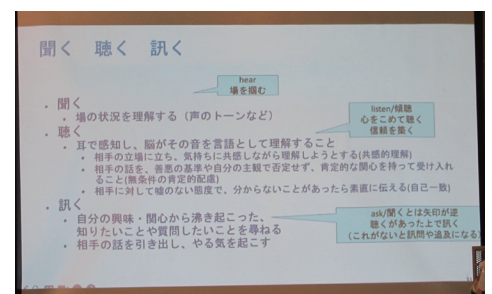 聞く 聴く 訊く
hear
場を掴む
・聞く
・場の状況を理解する（声のトーンなど）
listen/傾聴
心をこめて聴く
信頼を築く
・聴く
・耳で感知し、脳がその音を言語として理解すること
・相手の立場に立ち、気持ちに共感しながら理解しようとする(共感的理解)
・相手の話を、善悪の基準や自分の主観で否定せず、肯定的な関心を持って受け入れ
ること(無条件の肯定的配慮)
・相手に対して嘘のない態度で、分からないことがあったら素直に伝える(自己一致)
・訊く
・自分の興味・関心から沸き起こった、
知りたいことや質問したいことを尋ねる
・相手の話を引き出し、やる気を起こす
ask/聞くとは矢印が逆
聴くがあった上で訊く
（これがないと訊問や追及になる）